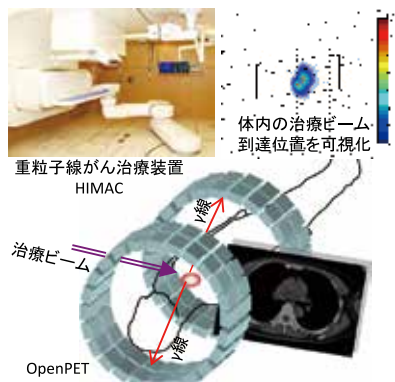 体内の治療ビーム
到達位置を可視化
重粒子線がん治療装置
HIMAC
γ線
治療ビーム
γ線
OpenPET